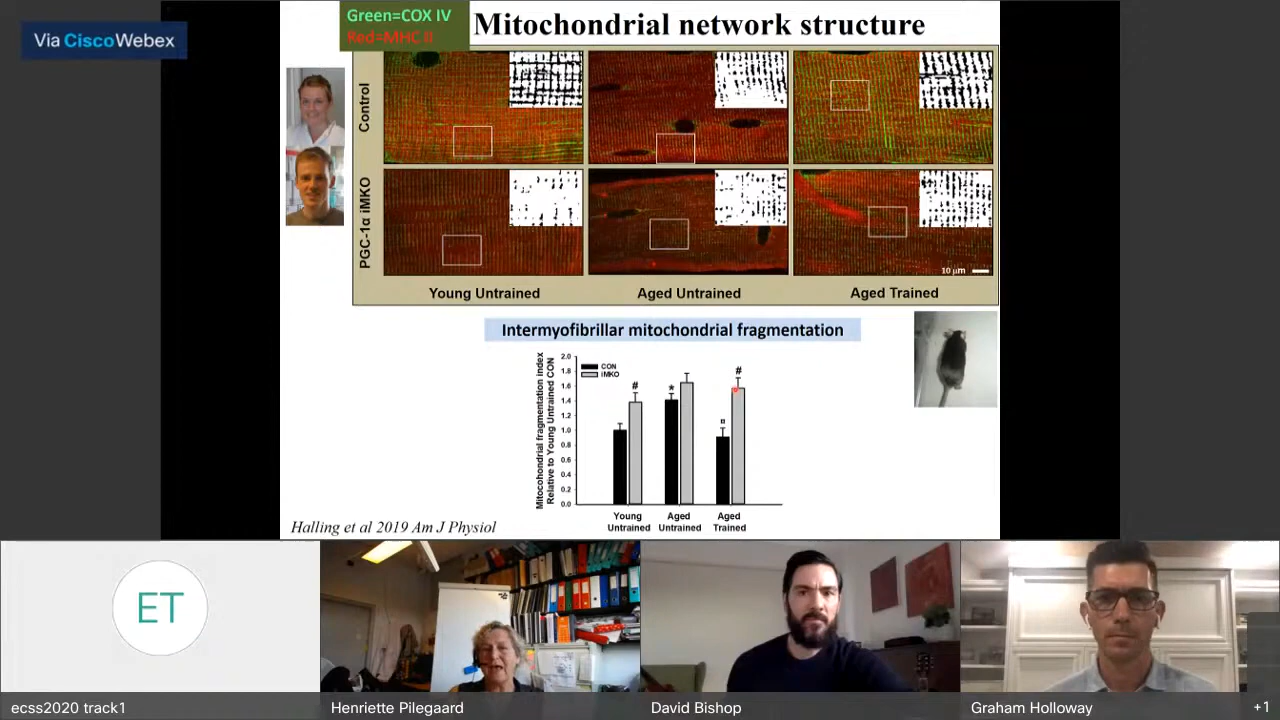 Via CiscoWebex
Green=COX IV
Red=MHC II
Mitochondrial network structure
Control
PGC-1α iMKO
10 µm
Young Untrained
Aged Untrained
Aged Trained
Intermyofibrillar mitochondrial fragmentation
Mitocohondrial fragmentation index
Relative to Young Untrained CON
2.0
1.8
1.6
1.4
1.2
1.0
0.8
0.6
0.4
0.2
0.0
CON
iMKO
#
*
¤
#
Young
Untrained
Aged
Untrained
Aged
Trained
Halling et al 2019 Am J Physiol
ET
ecss2020 track1
Henriette Pilegaard
David Bishop
Graham Holloway
+1